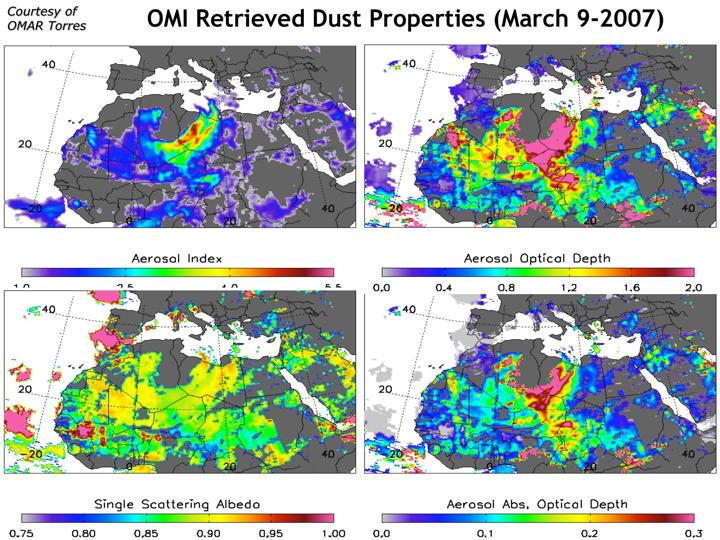 Courtesy of
OMAR Torres
OMI Retrieved Dust Properties (March 9-2007)
40
20
-20
0
20
40
40
20
-20
0
20
40
Aerosol Index
1.0 2.5 4.0 5.5
Aerosol Optical Depth
0.0 0.4 0.8 1.2 1.6 2.0
40
20
-20
0
20
40
40
20
-20
0
20
40
Single Scattering Albedo
0.75 0.80 0.85 0.90 0.95 1.00
Aerosol Abs. Optical Depth
0.0 0.1 0.2 0.3